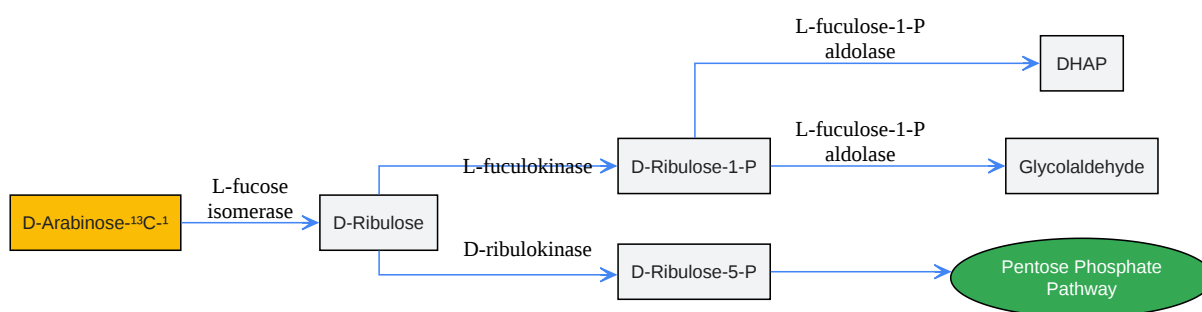 L-fuculose-1-P
aldolase
DHAP
L-fuculose-1-P
aldolase
L-fuculokinase
D-Ribulose-1-P
Glycolaldehyde
L-fucose
isomerase
D-Arabinose-¹³C-¹
D-Ribulose
D-ribulokinase
D-Ribulose-5-P
Pentose Phosphate
Pathway